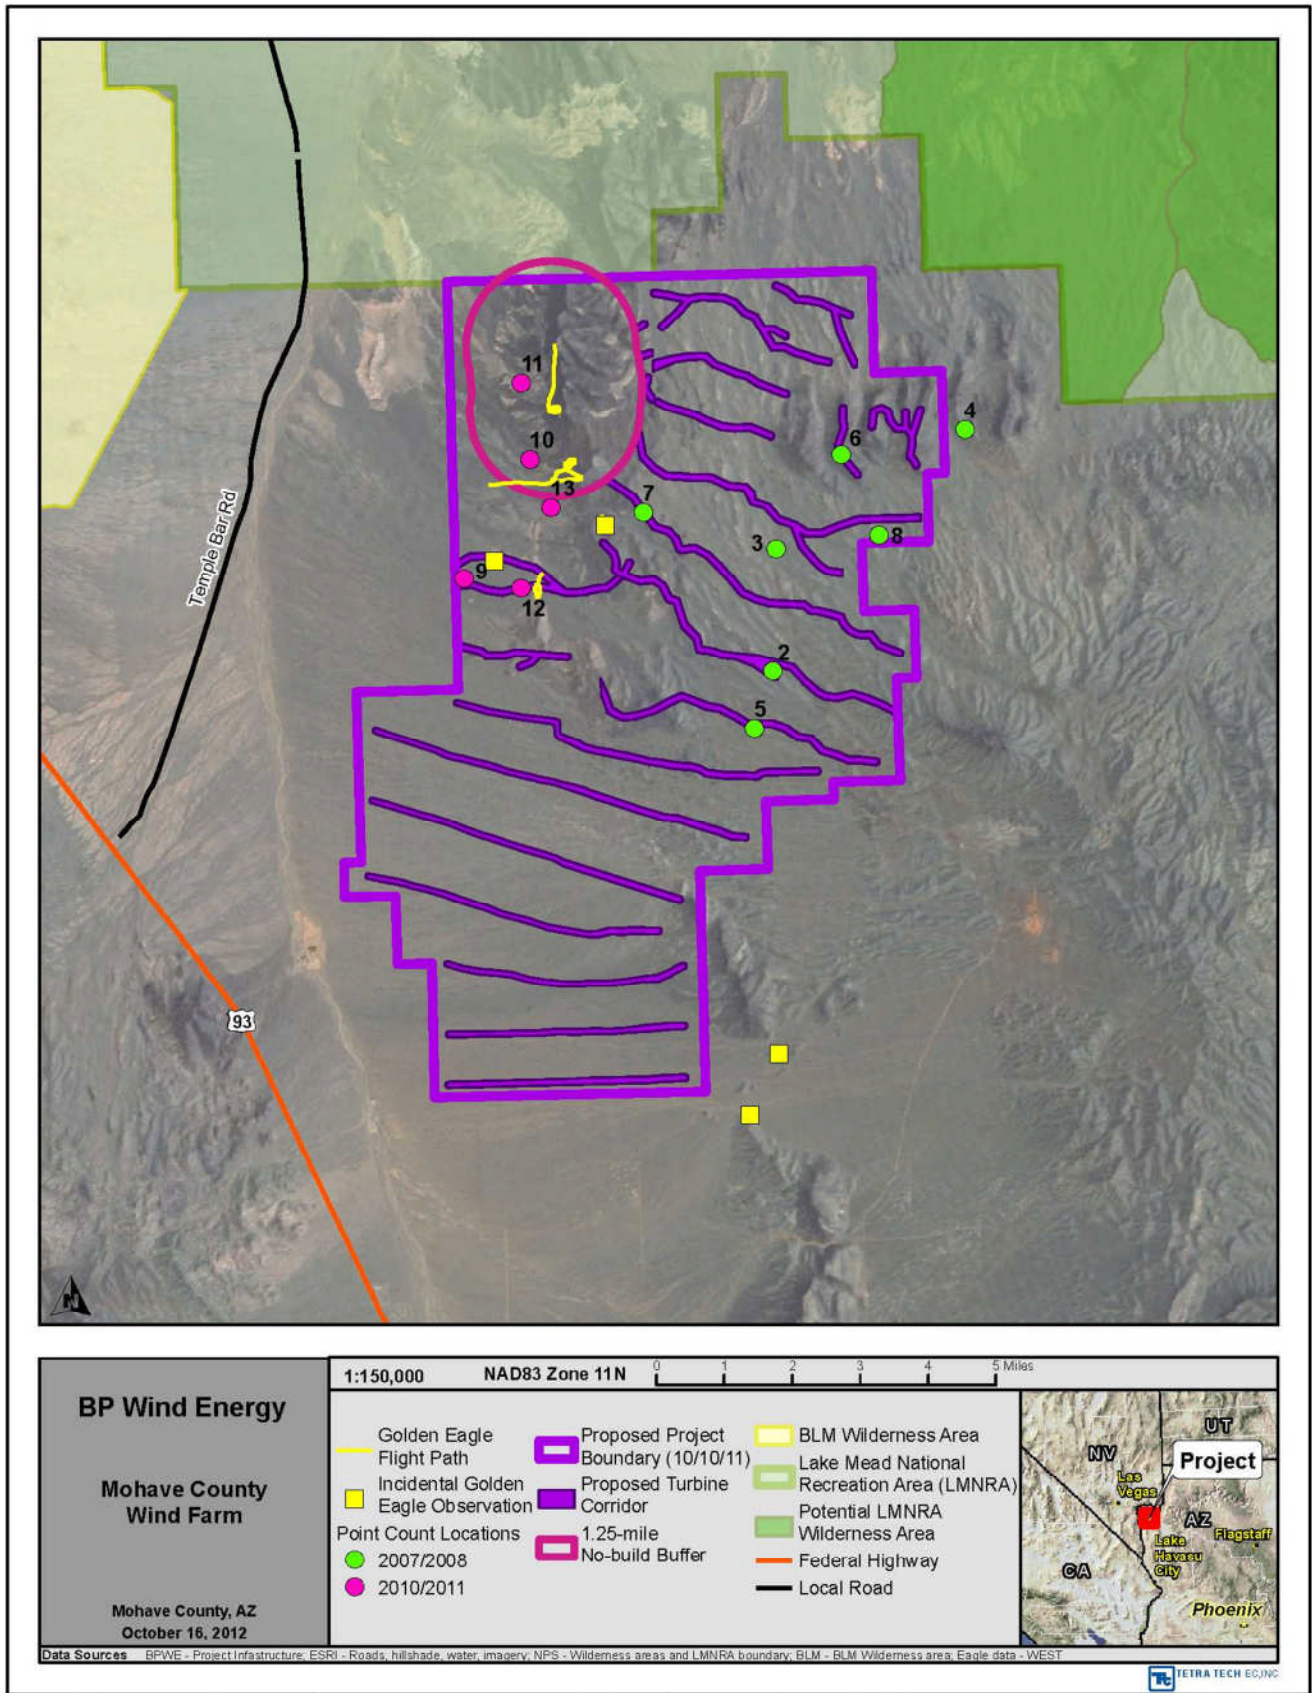 11
4
10
6
13
7
3
8
9
12
2
5
Temple Bar Rd
93
N
1:150,000 NAD83 Zone 11N 0 1 2 3 4 5 Miles
BP Wind Energy
Mohave County
Wind Farm
Mohave County, AZ
October 16, 2012
Golden Eagle
Flight Path
Incidental Golden
Eagle Observation
Point Count Locations
2007/2008
2010/2011
Proposed Project
Boundary (10/10/11)
Proposed Turbine
Corridor
1.25-mile
No-build Buffer
BLM Wilderness Area
Lake Mead National
Recreation Area (LMNRA)
Potential LMNRA
Wilderness Area
Federal Highway
Local Road
UT
NV
Project
Las
Vegas
AZ
Flagstaff
Lake
Havasu
City
CA
Phoenix
Data Sources BPWE - Project Infastructure; ESRI - Roads, hillshade, water, imagery; NPS - Wilderness areas and LMNRA boundary; BLM - BLM Wilderness area; Eagle data - WEST
TETRA TECH EC,INC